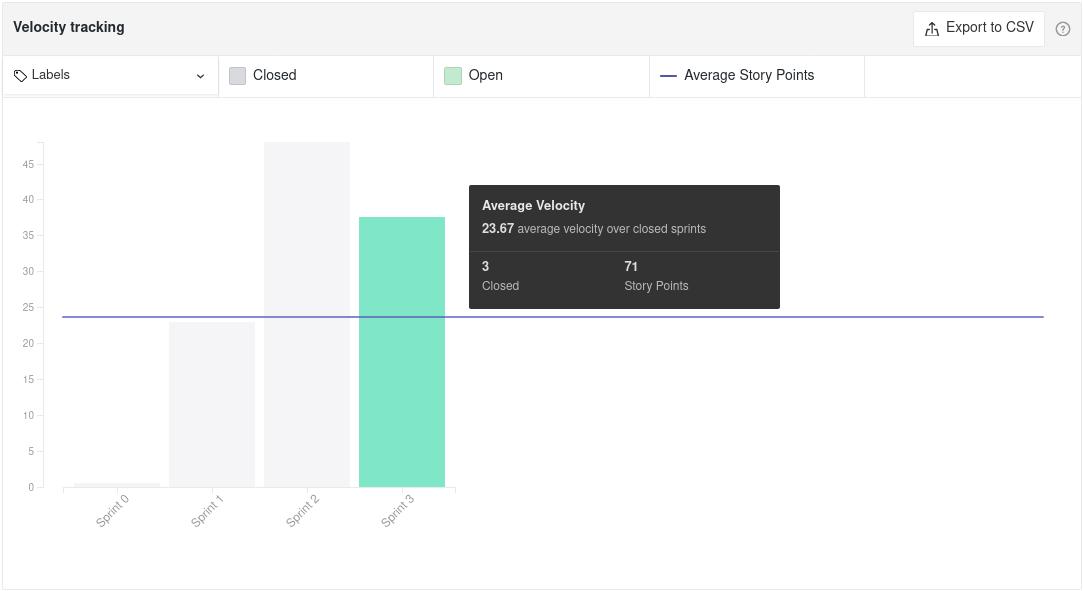 Velocity tracking
Export to CSV
Labels
Closed
Open
Average Story Points
45
40
35
30
25
20
15
10
5
0
Average Velocity
23.67 average velocity over closed sprints
3
71
Closed
Story Points
Sprint 0
Sprint 1
Sprint 2
Sprint 3